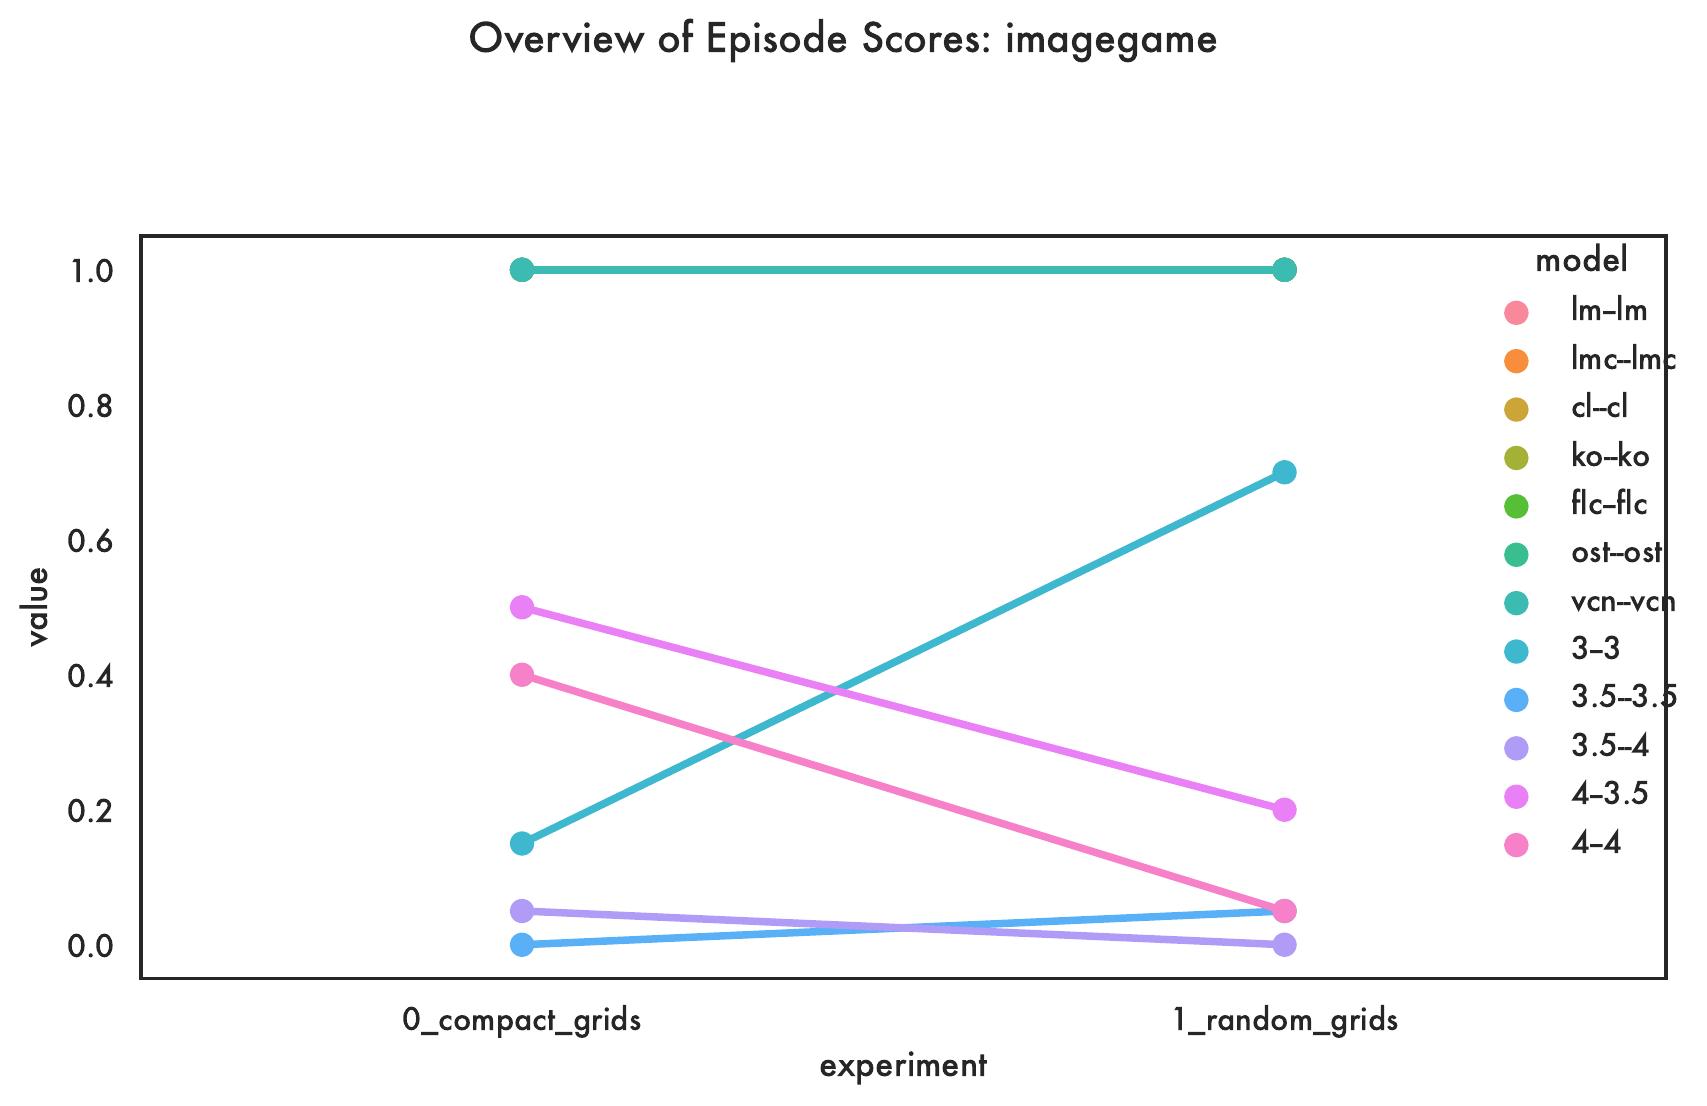 Overview of Episode Scores: imagegame
model
lm--lm
lmc--lmc
cl--cl
ko--ko
flc--flc
ost--ost
vcn--vcn
3--3
3.5--3.5
3.5--4
4--3.5
4--4
1.0
0.8
0.6
0.4
0.2
0.0
value
0_compact_grids
1_random_grids
experiment